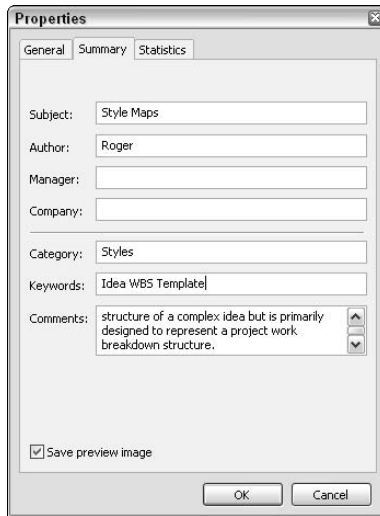 Properties
General Summary Statistics
Subject: Style Maps
Author: Roger
Manager:
Company:
Category: Styles
Keywords: Idea WBS Template
Comments: structure of a complex idea but is primarily
designed to represent a project work
breakdown structure.
Save preview image
OK Cancel